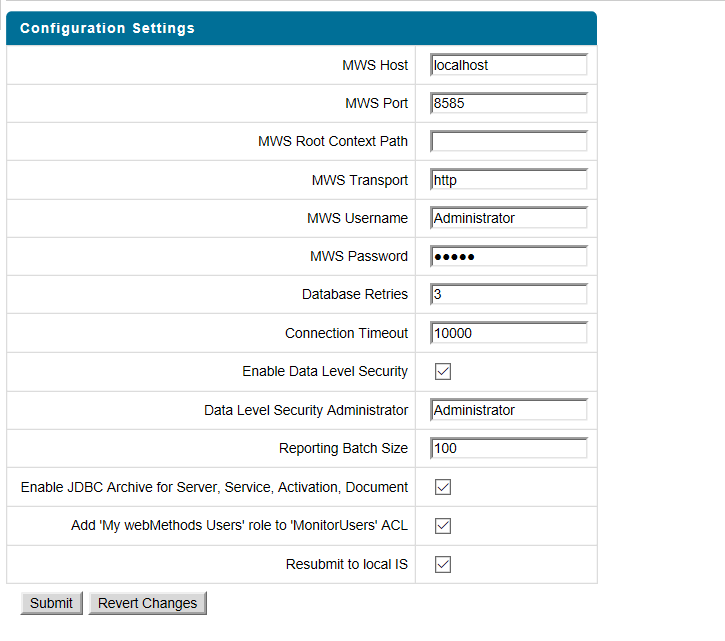 Configuration Settings
MWS Host localhost
MWS Port 8585
MWS Root Context Path
MWS Transport http
MWS Username Administrator
MWS Password •••••
Database Retries 3
Connection Timeout 10000
Enable Data Level Security
Data Level Security Administrator Administrator
Reporting Batch Size 100
Enable JDBC Archive for Server, Service, Activation, Document
Add 'My webMethods Users' role to 'MonitorUsers' ACL
Resubmit to local IS
Submit Revert Changes